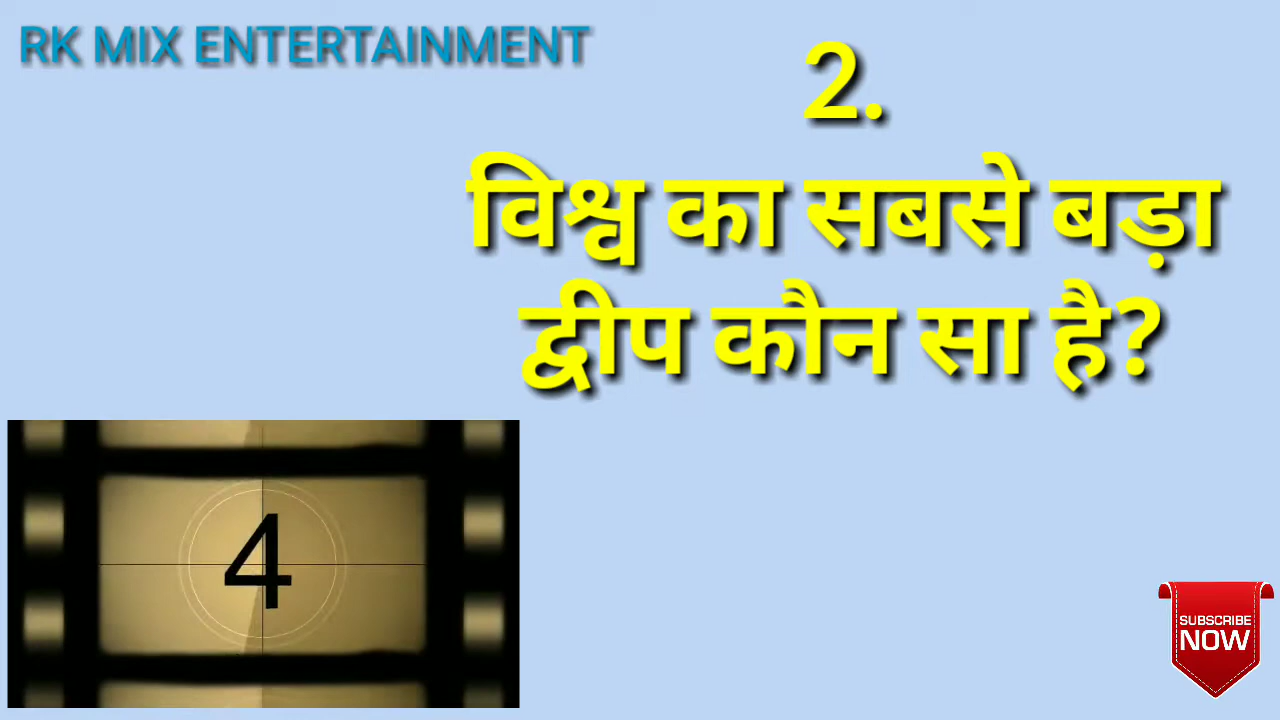 RK MIX ENTERTAINMENT
2.
विश्व का सबसे बड़ा
द्वीप कौन सा है?
4
SUBSCRIBE
NOW